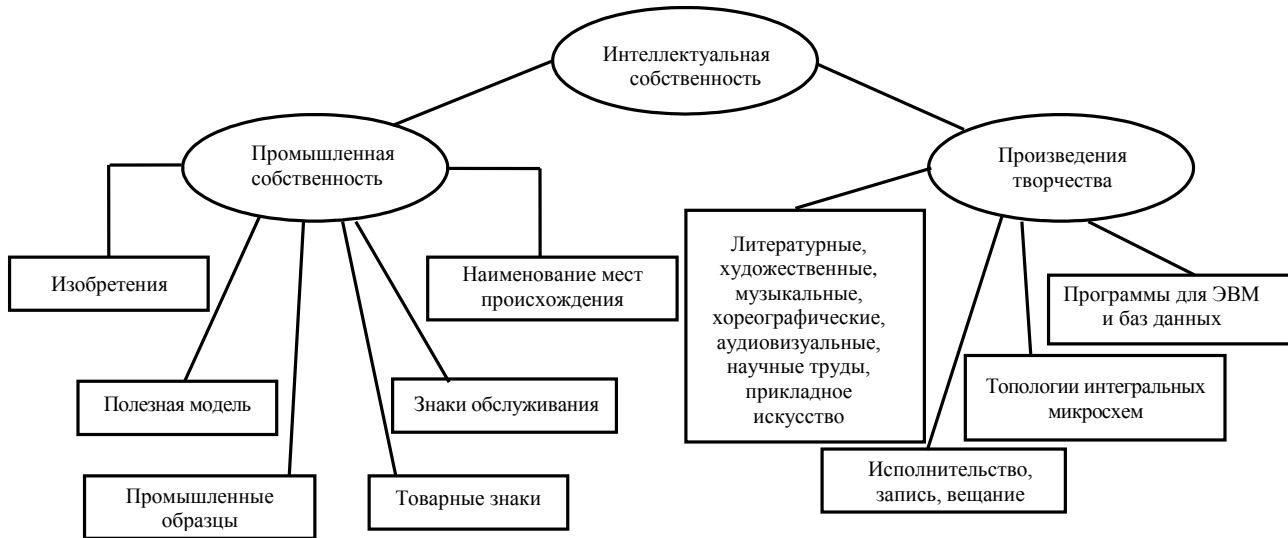 Интеллектуальная
собственность
Промышленная
собственность
Произведения
творчества
Изобретения
Наименование мест
происхождения
Литературные,
художественные,
музыкальные,
хореографические,
аудиовизуальные,
научные труды,
прикладное
искусство
Программы для ЭВМ
и баз данных
Полезная модель
Знаки обслуживания
Топологии интегральных
микросхем
Промышленные
образцы
Товарные знаки
Исполнительство,
запись, вещание